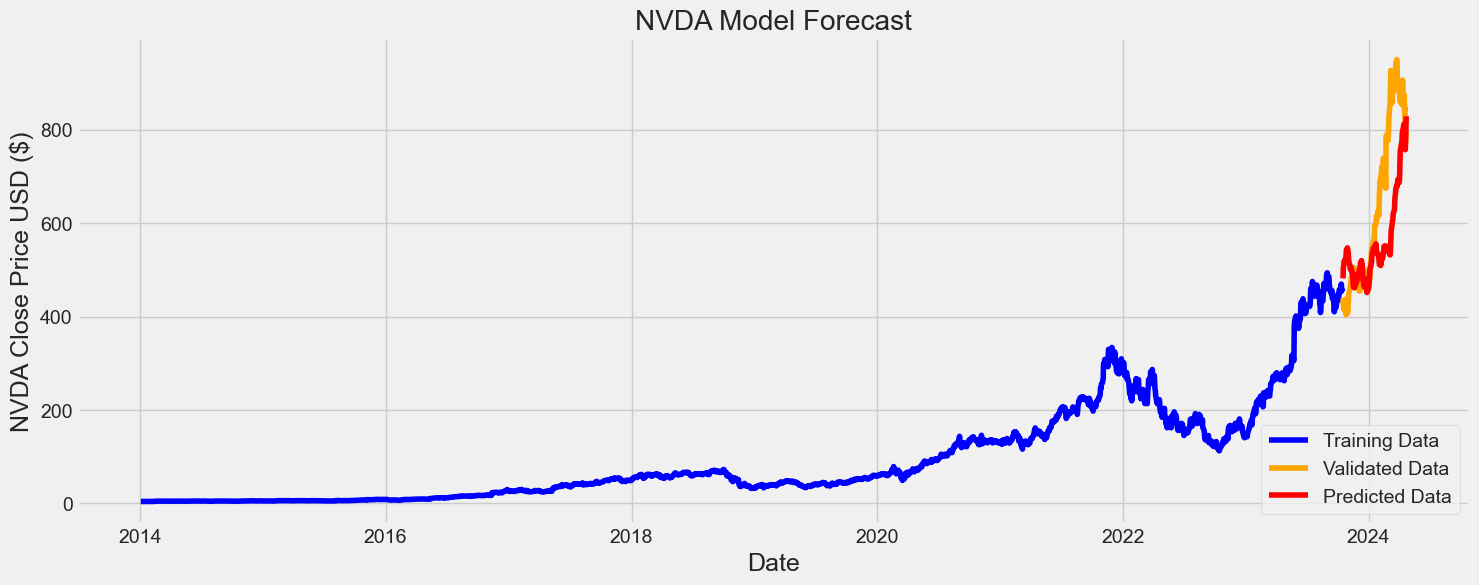 NVDA Model Forecast
NVDA Close Price USD ($)
800
600
400
200
0
2014 2016 2018 2020 2022 2024
Date
Training Data
Validated Data
Predicted Data